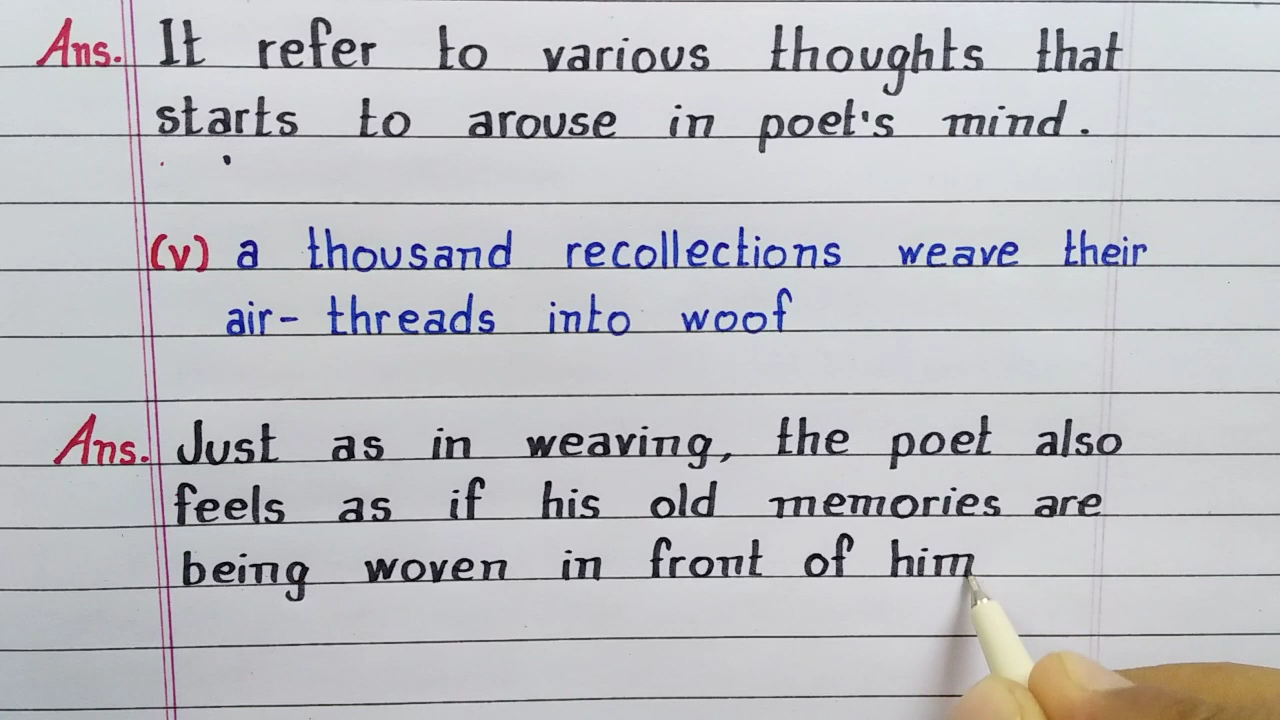 Ans. It refer to various thoughts that
starts to arouse in poet's mind.
(v) a thousand recollections weave their
air- threads into woof
Ans. Just as in weaving, the poet also
feels as if his old memories are
being woven in front of him